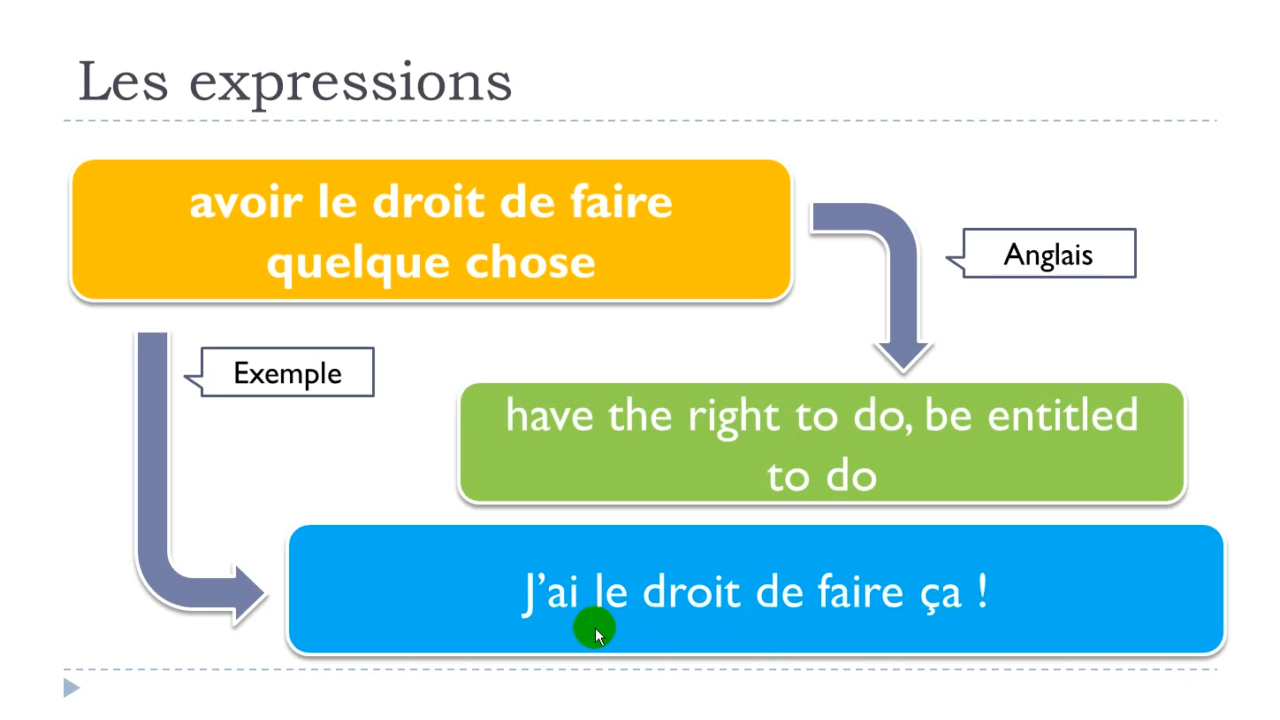 Les expressions
avoir le droit de faire
quelque chose
Anglais
Exemple
have the right to do, be entitled
to do
J’ai le droit de faire ça !